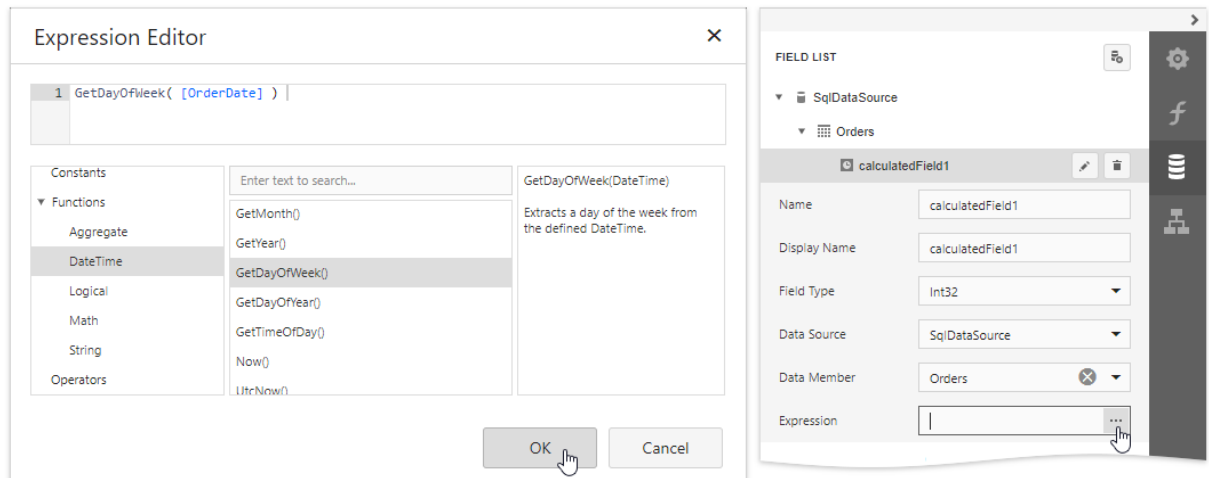 Expression Editor
1 GetDayOfWeek( [OrderDate] )
Constants
Functions
Aggregate
DateTime
Logical
Math
String
Operators
Enter text to search...
GetMonth()
GetYear()
GetDayOfWeek()
GetDayOfYear()
GetTimeOfDay()
Now()
UtcNow()
GetDayOfWeek(DateTime)
Extracts a day of the week from
the defined DateTime.
OK
Cancel
FIELD LIST
SqlDataSource
Orders
calculatedField1
Name calculatedField1
Display Name calculatedField1
Field Type Int32
Data Source SqlDataSource
Data Member Orders
Expression